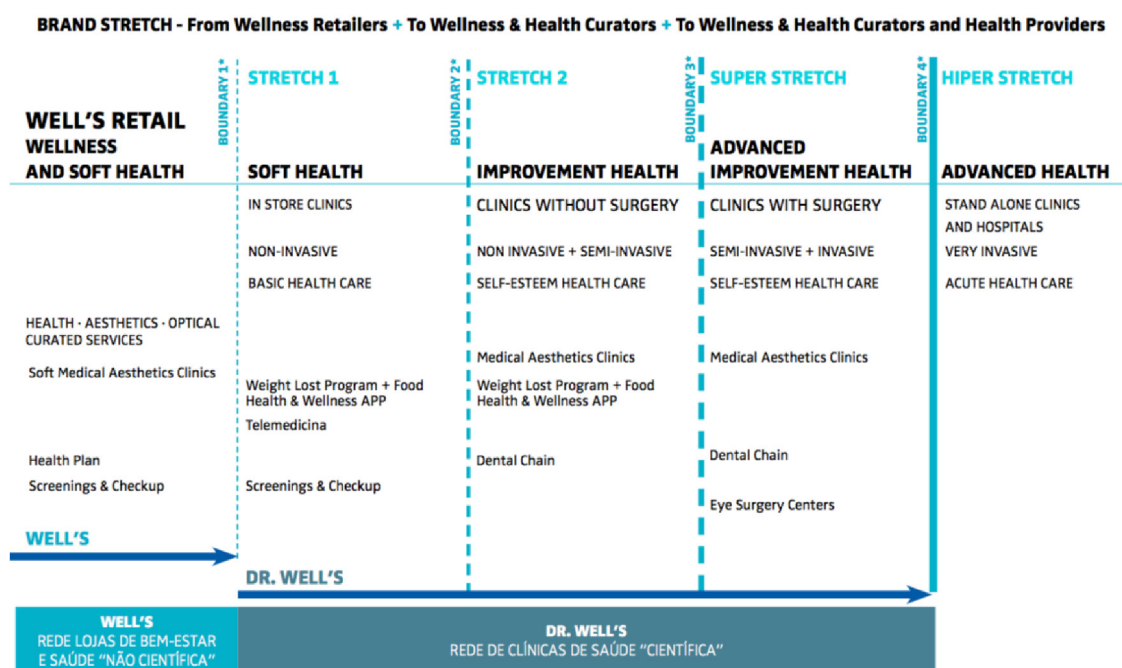 BRAND STRETCH - From Wellness Retailers + To Wellness & Health Curators + To Wellness & Health Curators and Health Providers
WELL'S RETAIL
WELLNESS
AND SOFT HEALTH
HEALTH · AESTHETICS · OPTICAL
CURATED SERVICES
Soft Medical Aesthetics Clinics
Health Plan
Screenings & Checkup
WELL'S
BOUNDARY 1*
STRETCH 1
SOFT HEALTH
IN STORE CLINICS
NON-INVASIVE
BASIC HEALTH CARE
Weight Lost Program + Food
Health & Wellness APP
Telemedicina
Screenings & Checkup
BOUNDARY 2*
STRETCH 2
IMPROVEMENT HEALTH
CLINICS WITHOUT SURGERY
NON INVASIVE + SEMI-INVASIVE
SELF-ESTEEM HEALTH CARE
Medical Aesthetics Clinics
Weight Lost Program + Food
Health & Wellness APP
Dental Chain
BOUNDARY 3*
SUPER STRETCH
ADVANCED
IMPROVEMENT HEALTH
CLINICS WITH SURGERY
SEMI-INVASIVE + INVASIVE
SELF-ESTEEM HEALTH CARE
Medical Aesthetics Clinics
Dental Chain
Eye Surgery Centers
BOUNDARY 4*
HIPER STRETCH
ADVANCED HEALTH
STAND ALONE CLINICS
AND HOSPITALS
VERY INVASIVE
ACUTE HEALTH CARE
DR. WELL'S
WELL'S
REDE LOJAS DE BEM-ESTAR
E SAÚDE "NÃO CIENTÍFICA"
DR. WELL'S
REDE DE CLÍNICAS DE SAÚDE "CIENTÍFICA"